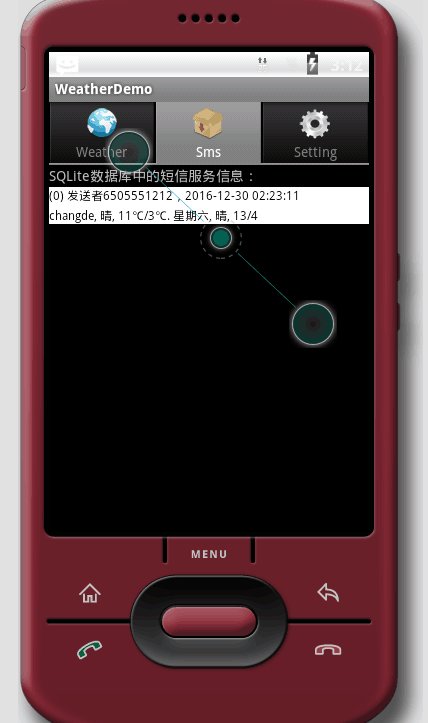 3:12
WeatherDemo
Weather
Sms
Setting
SQLite数据库中的短信服务信息：
(0) 发送者6505551212，2016-12-30 02:23:11
changde, 晴, 11℃/3℃. 星期六, 晴, 13/4
MENU